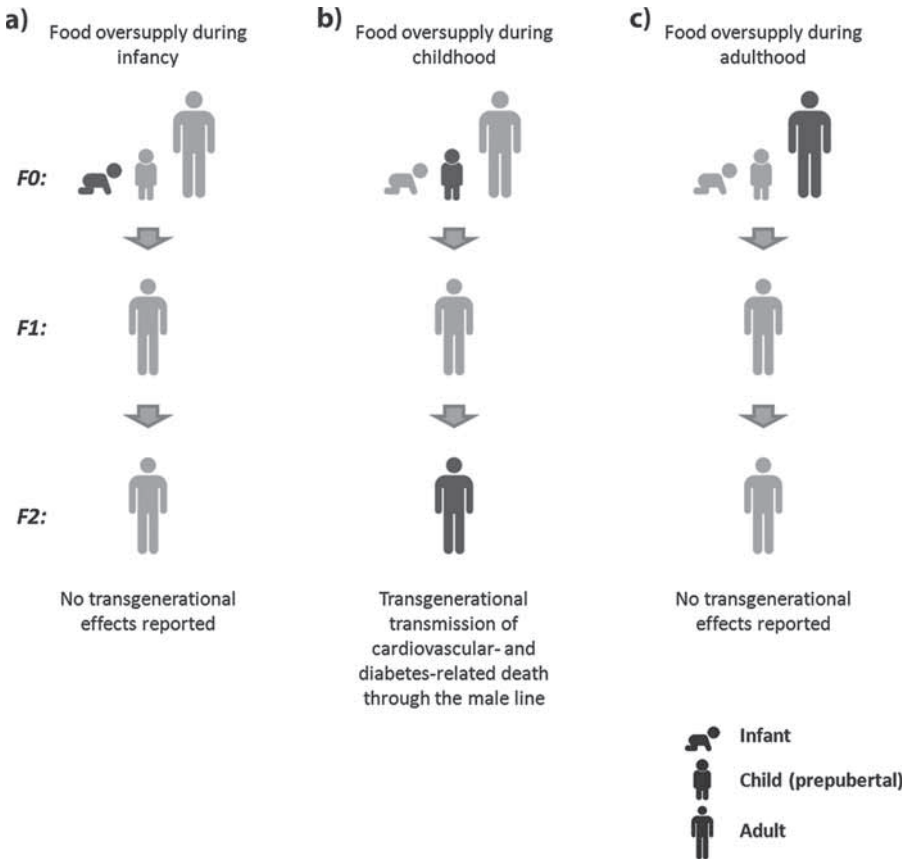 a)
Food oversupply during
infancy
b)
Food oversupply during
childhood
c)
Food oversupply during
adulthood
F0:
F1:
F2:
No transgenerational
effects reported
Transgenerational
transmission of
cardiovascular- and
diabetes-related death
through the male line
No transgenerational
effects reported
Infant
Child (prepubertal)
Adult